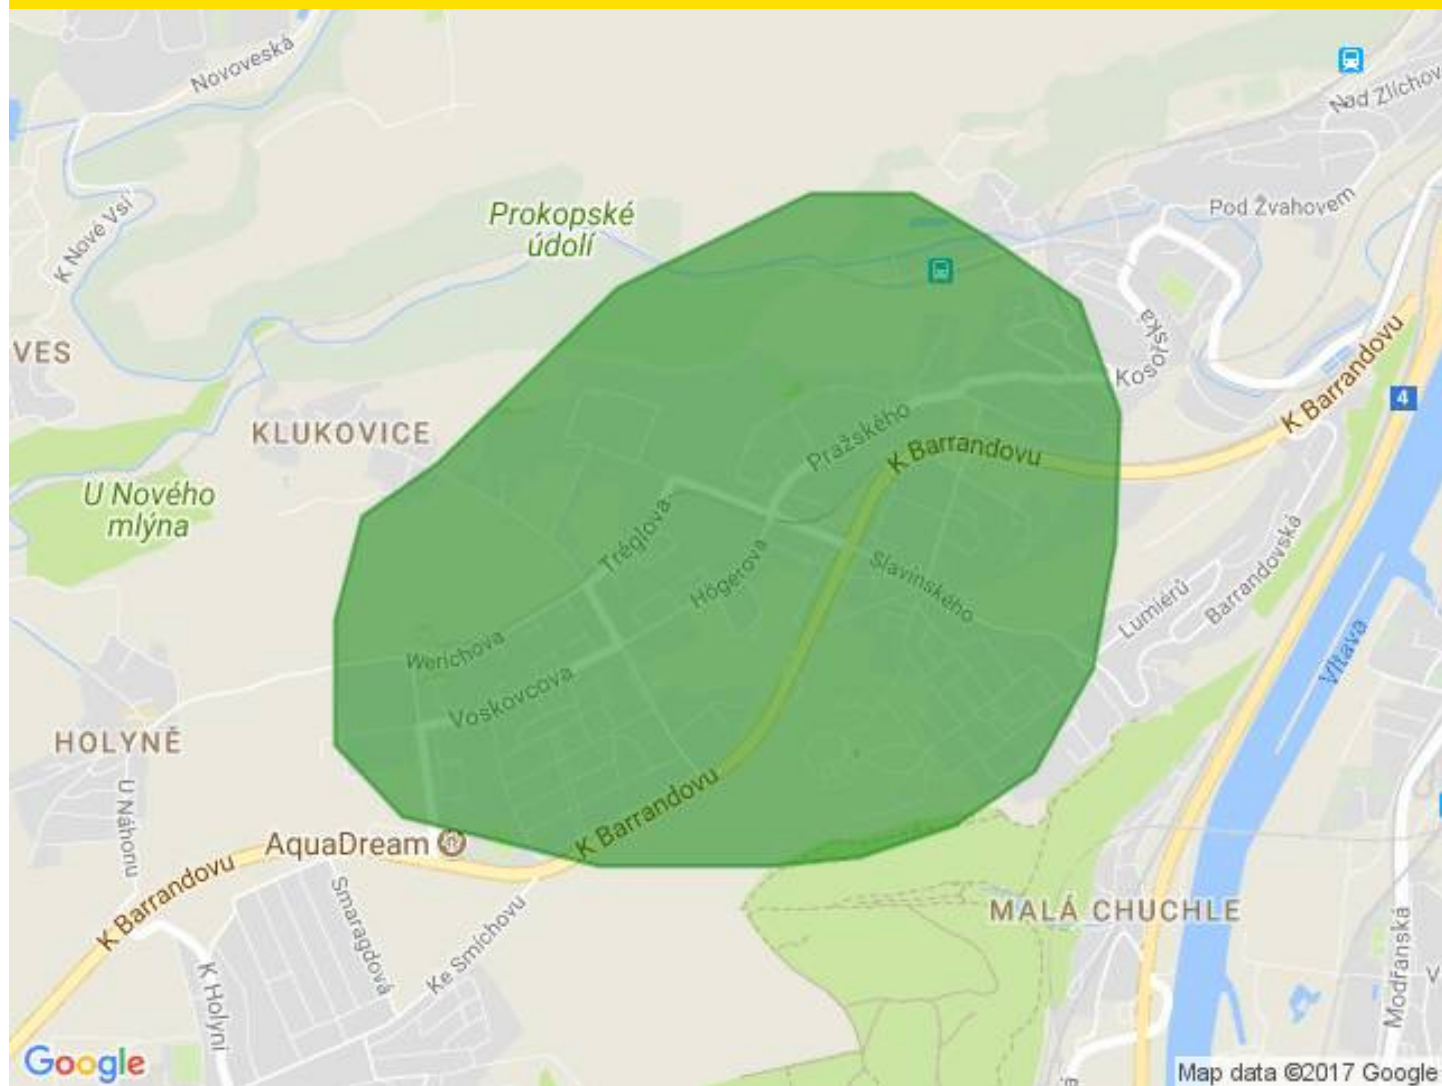 Novoveská
Nad Zlíchov
K Nové Vsi
Prokopské
údolí
Pod Žvahovem
VES
Kosořská
K Barrandovu
4
KLUKOVICE
Pražského
K Barrandovu
U Nového
mlýna
Tréglova
Högerova
Slavínského
Lumiérů
Barrandovská
Werichova
Vltava
Voskovcova
HOLYNĚ
U Náhonu
K Barrandovu
AquaDream
K Barrandovu
Smaragdová
Ke Smíchovu
MALÁ CHUCHLE
K Holyni
Modřanská
V
Google
Map data ©2017 Google